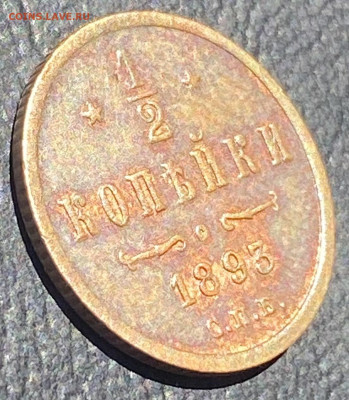 COINS.LAVE.RU
1/2
КОПѢЙКИ
1893
С.П.Б.